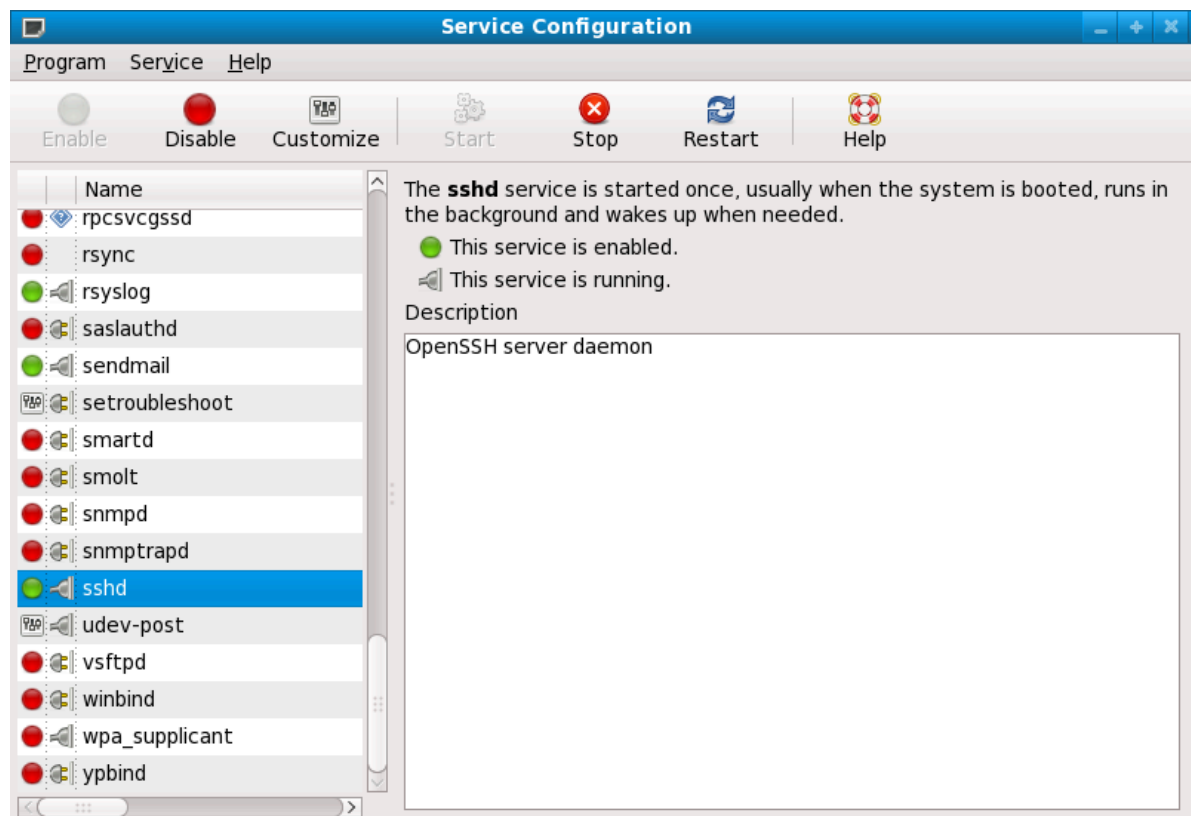 Service Configuration
Program Service Help
Enable Disable Customize Start Stop Restart Help
Name
rpcsvcgssd
rsync
rsyslog
saslauthd
sendmail
setroubleshoot
smartd
smolt
snmpd
snmptrapd
sshd
udev-post
vsftpd
winbind
wpa_supplicant
ypbind
The sshd service is started once, usually when the system is booted, runs in
the background and wakes up when needed.
This service is enabled.
This service is running.
Description
OpenSSH server daemon